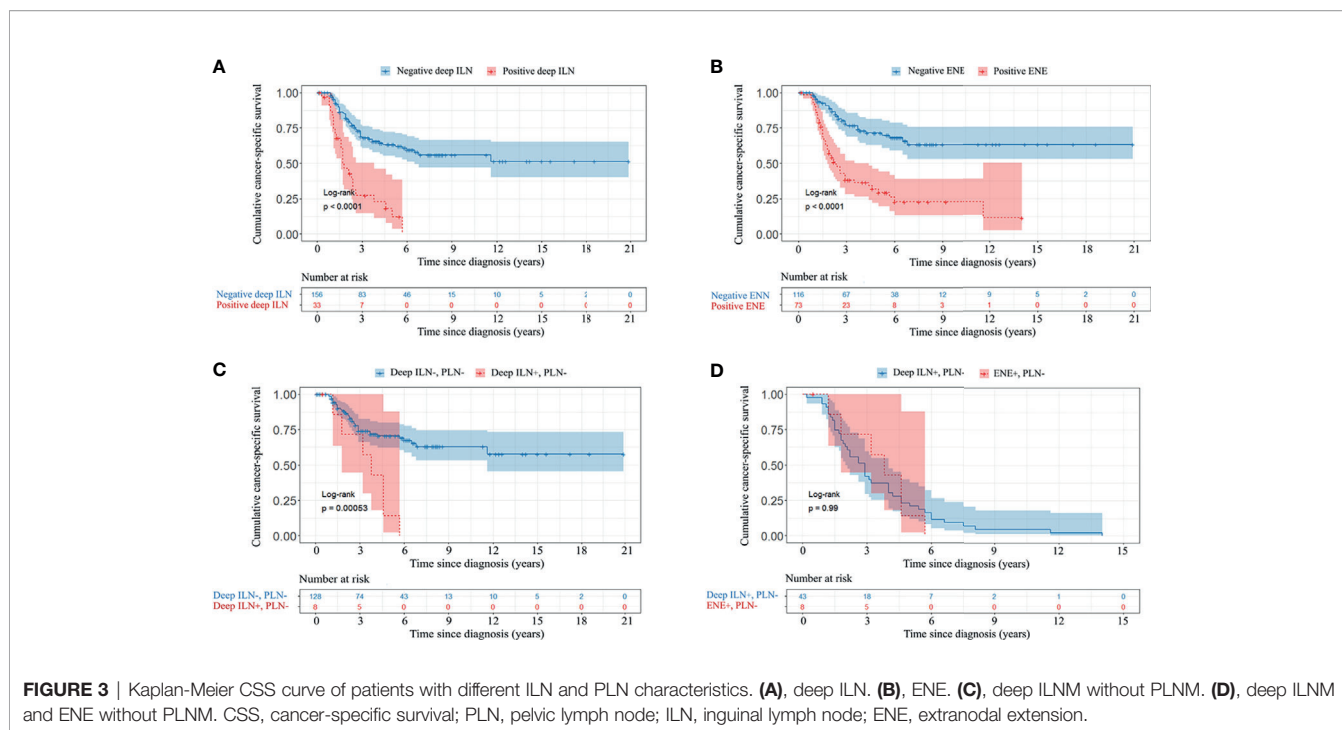 A
Negative deep ILN Positive deep ILN
Cumulative cancer-specific survival
1.00
0.75
0.50
0.25
0.00
Log-rank
p < 0.0001
0 3 6 9 12 15 18 21
Time since diagnosis (years)
Number at risk
Negative deep ILN 156 83 46 15 10 5 2 0
Positive deep ILN 33 7 0 0 0 0 0 0
0 3 6 9 12 15 18 21
Time since diagnosis (years)
B
Negative ENE Positive ENE
Cumulative cancer-specific survival
1.00
0.75
0.50
0.25
0.00
Log-rank
p < 0.0001
0 3 6 9 12 15 18 21
Time since diagnosis (years)
Number at risk
Negative ENN 116 67 38 12 9 5 2 0
Positive ENE 73 23 8 3 1 0 0 0
0 3 6 9 12 15 18 21
Time since diagnosis (years)
C
Deep ILN-, PLN- Deep ILN+, PLN-
Cumulative cancer-specific survival
1.00
0.75
0.50
0.25
0.00
Log-rank
p = 0.00053
0 3 6 9 12 15 18 21
Time since diagnosis (years)
Number at risk
Deep ILN-, PLN- 128 74 43 13 10 5 2 0
Deep ILN+, PLN- 8 5 0 0 0 0 0 0
0 3 6 9 12 15 18 21
Time since diagnosis (years)
D
Deep ILN+, PLN- ENE+, PLN-
Cumulative cancer-specific survival
1.00
0.75
0.50
0.25
0.00
Log-rank
p = 0.99
0 3 6 9 12 15
Time since diagnosis (years)
Number at risk
Deep ILN+, PLN- 43 18 7 2 1 0
ENE+, PLN- 8 5 0 0 0 0
0 3 6 9 12 15
Time since diagnosis (years)
FIGURE 3 | Kaplan-Meier CSS curve of patients with different ILN and PLN characteristics. (A), deep ILN. (B), ENE. (C), deep ILNM without PLNM. (D), deep ILNM
and ENE without PLNM. CSS, cancer-specific survival; PLN, pelvic lymph node; ILN, inguinal lymph node; ENE, extranodal extension.